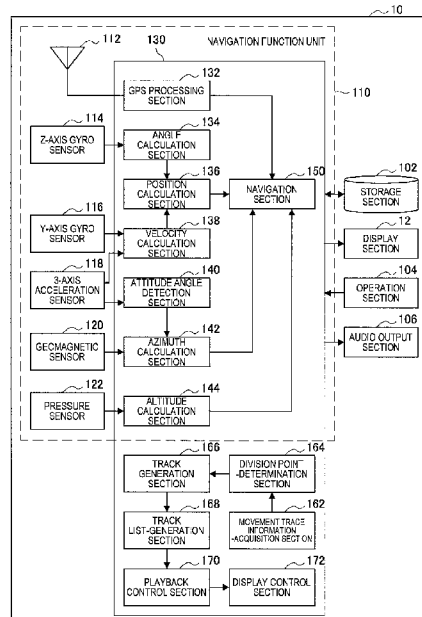 10
112
130
NAVIGATION FUNCTION UNIT
132
GPS PROCESSING
SECTION
110
114
Z-AXIS GYRO
SENSOR
134
ANGLE
CALCULATION
SECTION
136
POSITION
CALCULATION
SECTION
150
NAVIGATION
SECTION
102
STORAGE
SECTION
116
Y-AXIS GYRO
SENSOR
138
VELOCITY
CALCULATION
SECTION
12
DISPLAY
SECTION
118
3-AXIS
ACCELERATION
SENSOR
140
ATTITUDE ANGLE
DETECTION
SECTION
104
OPERATION
SECTION
120
GEOMAGNETIC
SENSOR
142
AZIMUTH
CALCULATION
SECTION
106
AUDIO OUTPUT
SECTION
122
PRESSURE
SENSOR
144
ALTITUDE
CALCULATION
SECTION
166
TRACK
GENERATION
SECTION
164
DIVISION POINT
-DETERMINATION
SECTION
168
TRACK
LIST-GENERATION
SECTION
162
MOVEMENT TRACE
INFORMATION
-ACQUISITION SECTION
170
PLAYBACK
CONTROL SECTION
172
DISPLAY CONTROL
SECTION